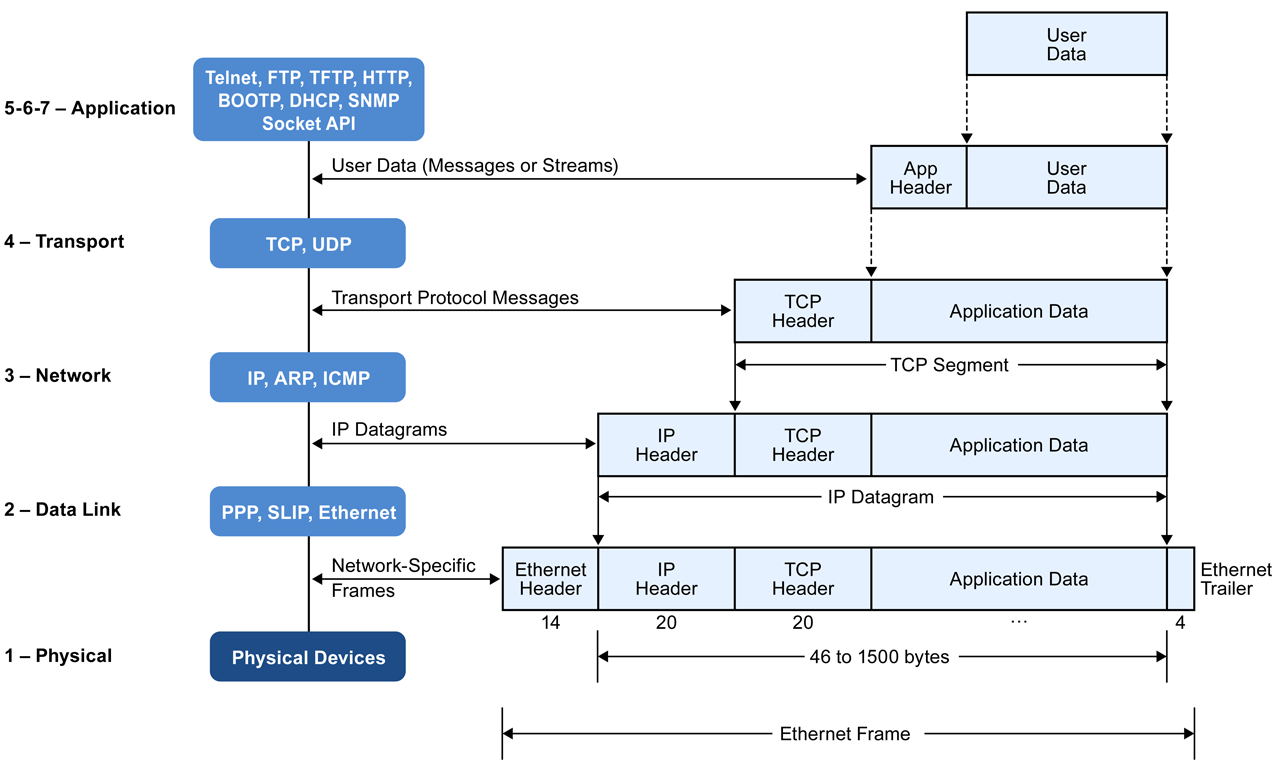 User
Data
Telnet, FTP, TFTP, HTTP,
BOOTP, DHCP, SNMP
Socket API
5-6-7 – Application
User Data (Messages or Streams)
App
Header
User
Data
4 – Transport
TCP, UDP
Transport Protocol Messages
TCP
Header
Application Data
TCP Segment
3 – Network
IP, ARP, ICMP
IP Datagrams
IP
Header
TCP
Header
Application Data
IP Datagram
2 – Data Link
PPP, SLIP, Ethernet
Network-Specific
Frames
Ethernet
Header
IP
Header
TCP
Header
Application Data
Ethernet
Trailer
14
20
20
...
4
1 – Physical
Physical Devices
46 to 1500 bytes
Ethernet Frame